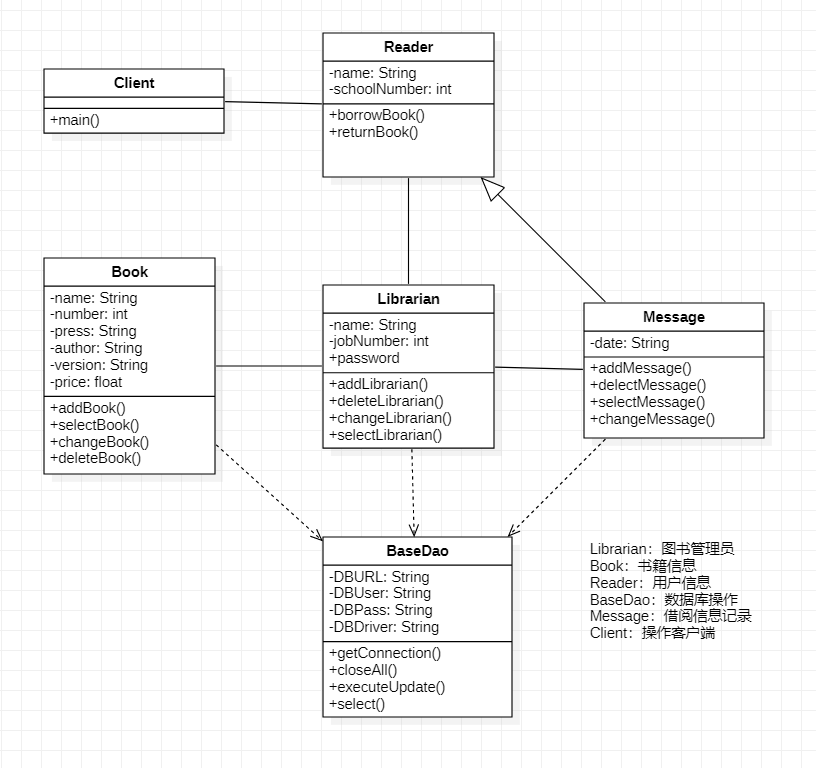 Reader
-name: String
-schoolNumber: int
+borrowBook()
+returnBook()
Client
+main()
Book
-name: String
-number: int
-press: String
-author: String
-version: String
-price: float
+addBook()
+selectBook()
+changeBook()
+deleteBook()
Librarian
-name: String
-jobNumber: int
+password
+addLibrarian()
+deleteLibrarian()
+changeLibrarian()
+selectLibrarian()
Message
-date: String
+addMessage()
+delectMessage()
+selectMessage()
+changeMessage()
BaseDao
-DBURL: String
-DBUser: String
-DBPass: String
-DBDriver: String
+getConnection()
+closeAll()
+executeUpdate()
+select()
Librarian：图书管理员
Book：书籍信息
Reader：用户信息
BaseDao：数据库操作
Message：借阅信息记录
Client：操作客户端